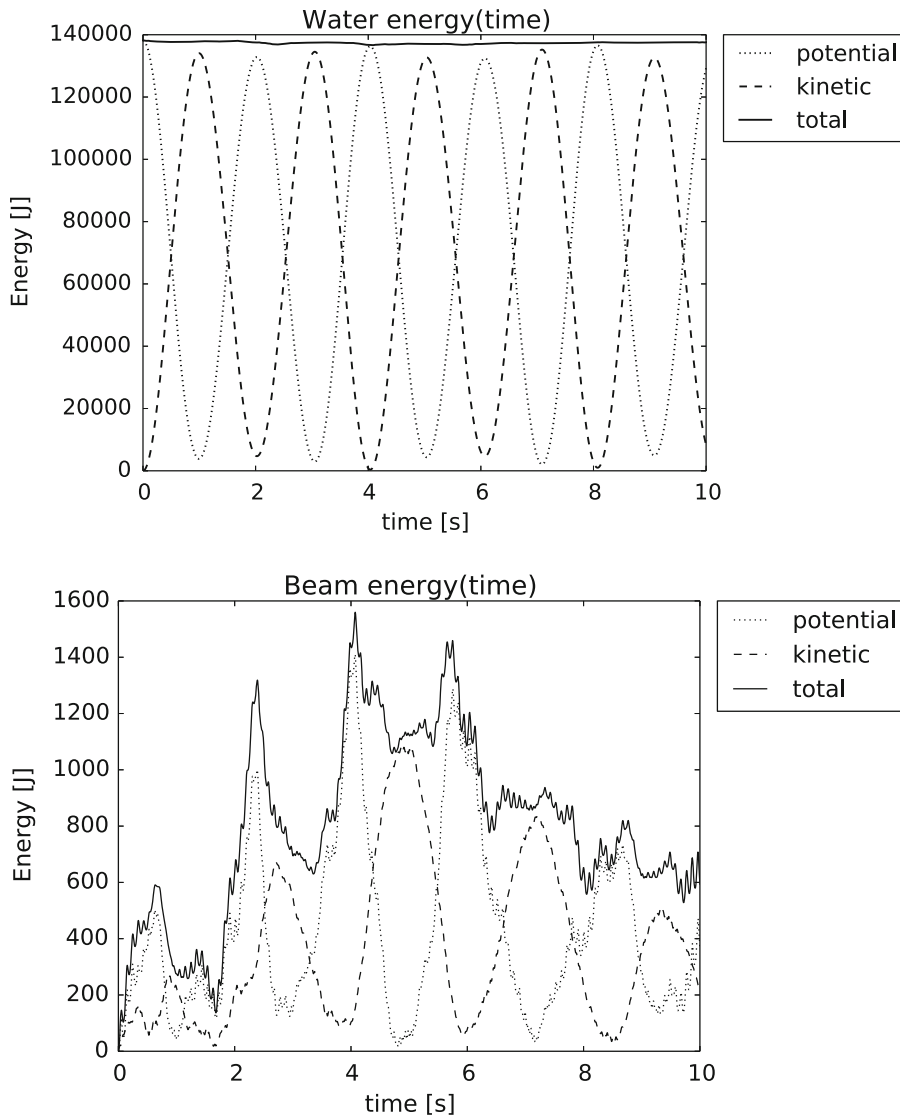 Water energy(time)
140000
120000
100000
80000
60000
40000
20000
0
Energy [J]
0 2 4 6 8 10
time [s]
potential
kinetic
total
Beam energy(time)
1600
1400
1200
1000
800
600
400
200
0
Energy [J]
0 2 4 6 8 10
time [s]
potential
kinetic
total